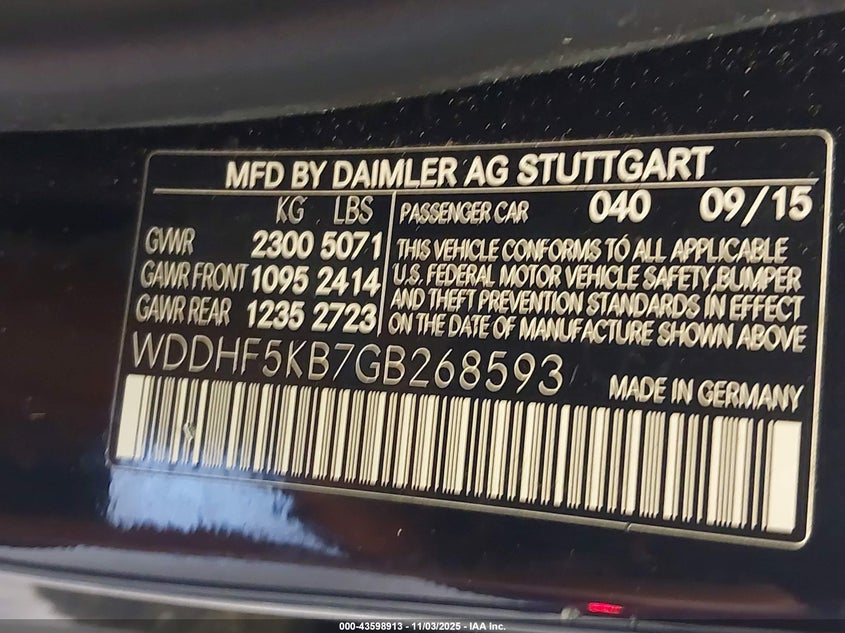 MFD BY DAIMLER AG STUTTGART
KG LBS
GVWR 2300 5071
GAWR FRONT 1095 2414
GAWR REAR 1235 2723
PASSENGER CAR 040 09/15
THIS VEHICLE CONFORMS TO ALL APPLICABLE
U.S. FEDERAL MOTOR VEHICLE SAFETY,BUMPER
AND THEFT PREVENTION STANDARDS IN EFFECT
ON THE DATE OF MANUFACTURE SHOWN ABOVE
WDDHF5KB7GB268593
MADE IN GERMANY
000-43598913 - 11/03/2025 - IAA Inc.